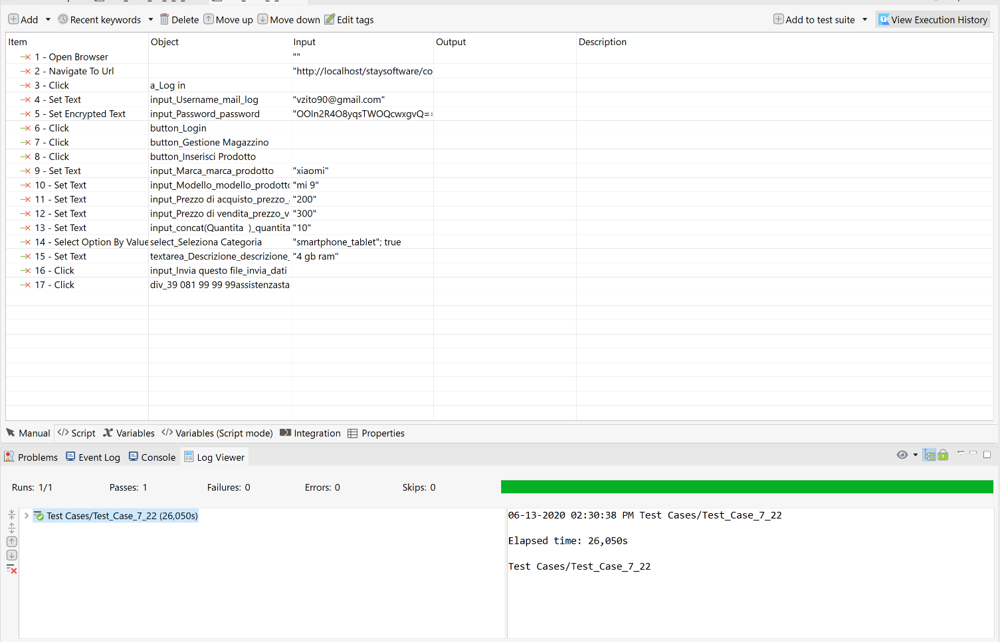 Add Recent keywords Delete Move up Move down Edit tags Add to test suite View Execution History
Item Object Input Output Description
1 - Open Browser ""
2 - Navigate To Url "http://localhost/staysoftware/co
3 - Click a_Log in
4 - Set Text input_Username_mail_log "vzito90@gmail.com"
5 - Set Encrypted Text input_Password_password "OOIn2R4O8yqsTWOQcwxgvQ==
6 - Click button_Login
7 - Click button_Gestione Magazzino
8 - Click button_Inserisci Prodotto
9 - Set Text input_Marca_marca_prodotto "xiaomi"
10 - Set Text input_Modello_modello_prodotto "mi 9"
11 - Set Text input_Prezzo di acquisto_prezzo_ "200"
12 - Set Text input_Prezzo di vendita_prezzo_v "300"
13 - Set Text input_concat(Quantita )_quantita "10"
14 - Select Option By Value select_Seleziona Categoria "smartphone_tablet"; true
15 - Set Text textarea_Descrizione_descrizione_ "4 gb ram"
16 - Click input_Invia questo file_invia_dati
17 - Click div_39 081 99 99 99assistenzasta
Manual Script Variables Variables (Script mode) Integration Properties
Problems Event Log Console Log Viewer
Runs: 1/1 Passes: 1 Failures: 0 Errors: 0 Skips: 0
Test Cases/Test_Case_7_22 (26,050s)
06-13-2020 02:30:38 PM Test Cases/Test_Case_7_22
Elapsed time: 26,050s
Test Cases/Test_Case_7_22